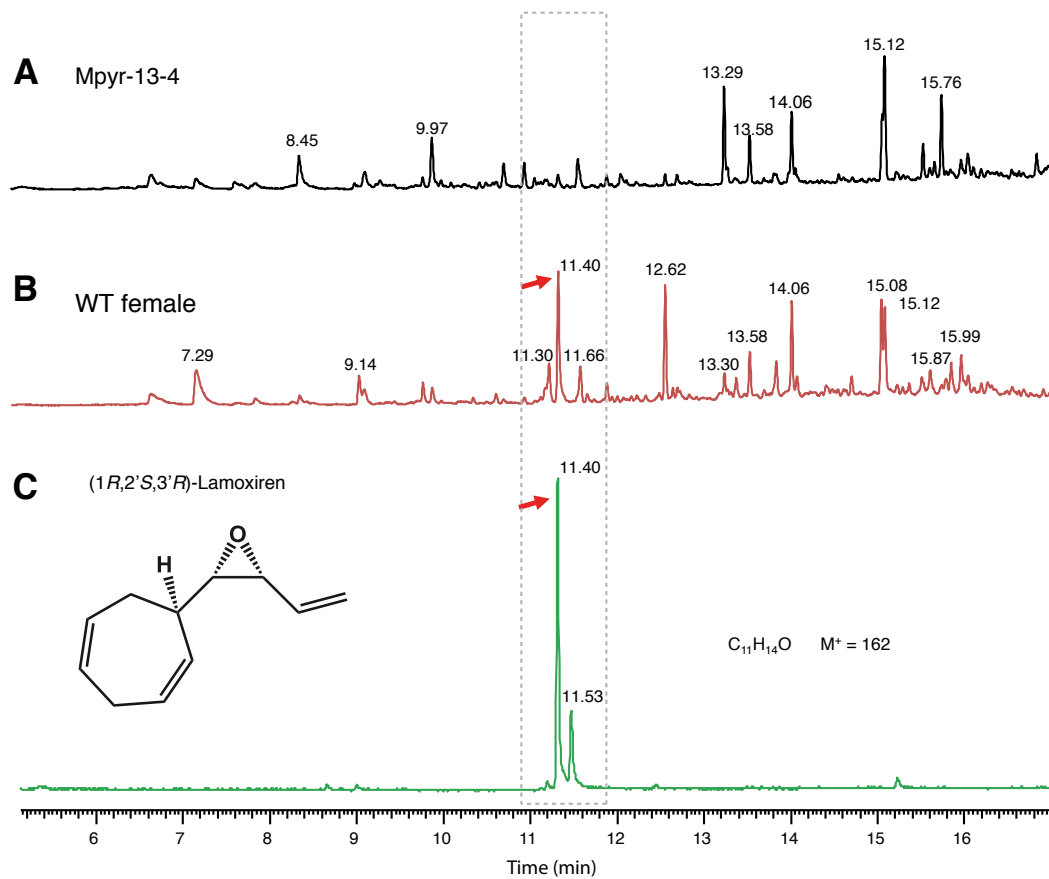 A
Mpyr-13-4
8.45
9.97
13.29
13.58
14.06
15.12
15.76
B
WT female
7.29
9.14
11.30
11.40
11.66
12.62
13.30
13.58
14.06
15.08
15.12
15.87
15.99
C
(1R,2'S,3'R)-Lamoxiren
11.40
O
H
11.53
C₁₁H₁₄O M⁺ = 162
6 7 8 9 10 11 12 13 14 15 16
Time (min)